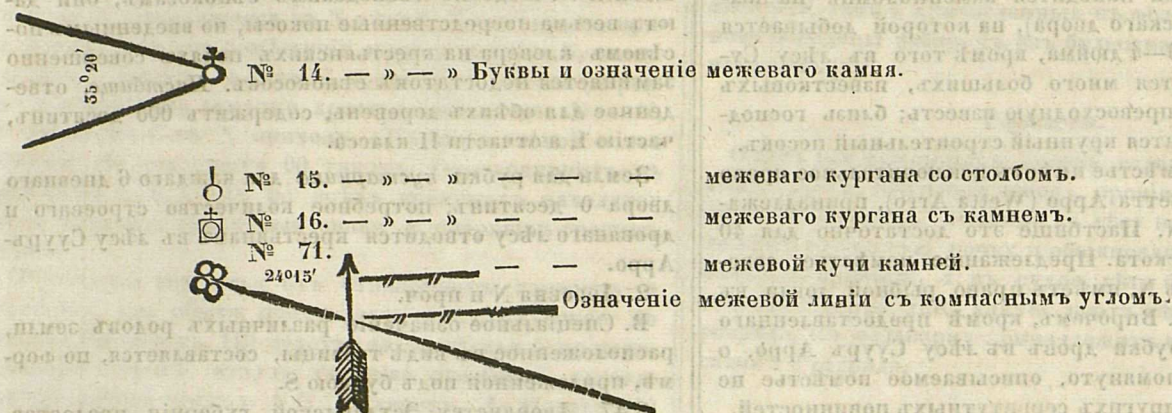 35°20'
№ 14. — » — » Буквы и означеніе межеваго камня.
№ 15. — » — » — — межеваго кургана со столбомъ.
№ 16. — » — » — — — межеваго кургана съ камнемъ.
№ 71.
24°15' — — межевой кучи камней.
Означеніе межевой линіи съ компаснымъ угломъ.